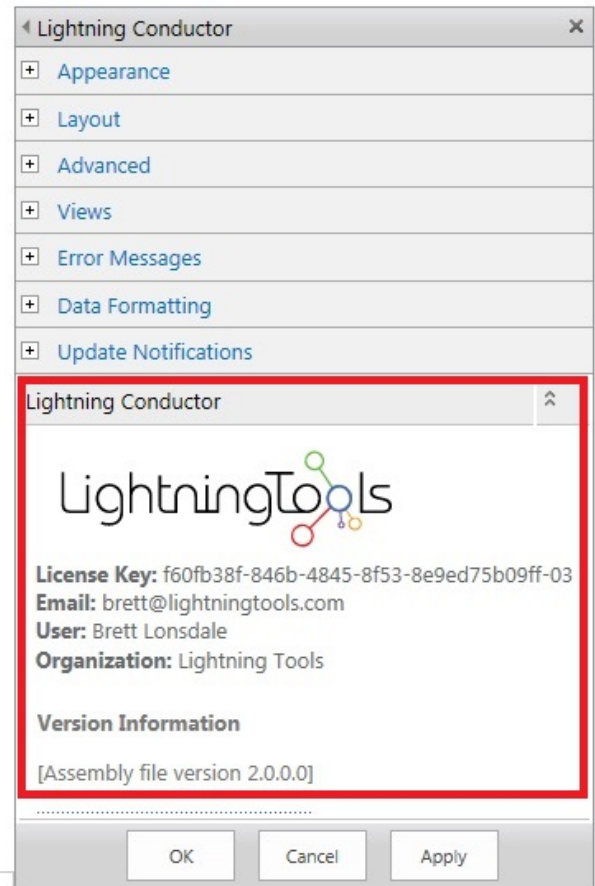 Lightning Conductor
Appearance
Layout
Advanced
Views
Error Messages
Data Formatting
Update Notifications
Lightning Conductor
LightningTools
License Key: f60fb38f-846b-4845-8f53-8e9ed75b09ff-03
Email: brett@lightningtools.com
User: Brett Lonsdale
Organization: Lightning Tools
Version Information
[Assembly file version 2.0.0.0]
OK Cancel Apply